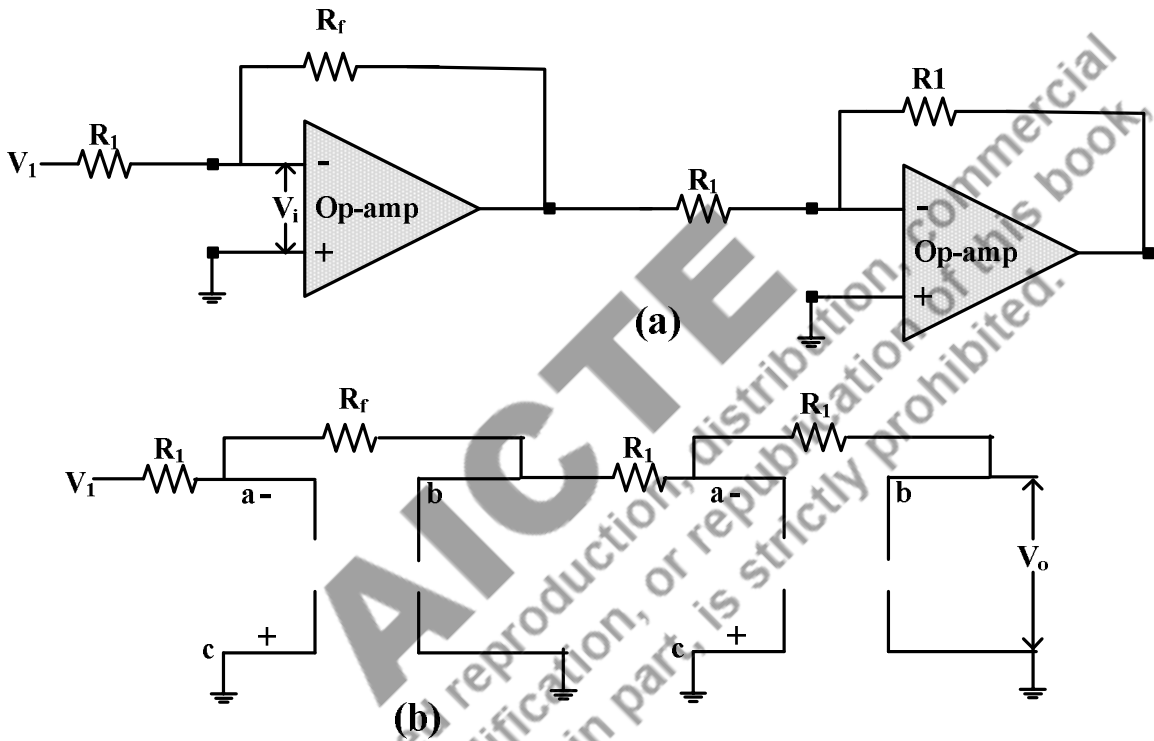 Rf
R1
R1
V1
R1
-
Vi
Op-amp
+
-
Op-amp
+
(a)
Rf
R1
R1
R1
V1
a -
b
a -
b
Vo
c
+
c
+
(b)
AICTE
reproduction, distribution, commercial
or republication of this book,
in part, is strictly prohibited.